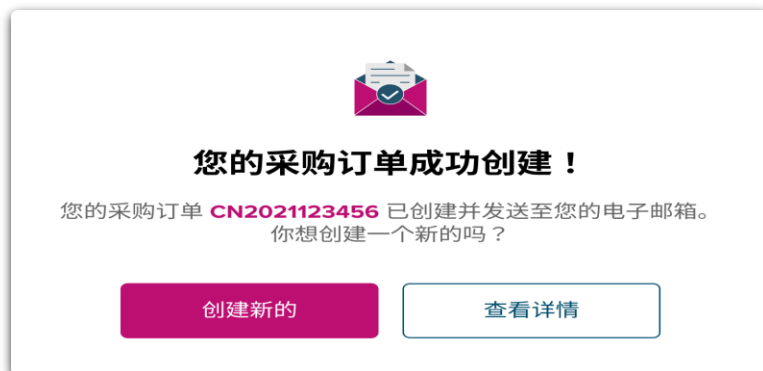 您的采购订单成功创建！
您的采购订单 CN2021123456 已创建并发送至您的电子邮箱。
你想创建一个新的吗？
创建新的
查看详情